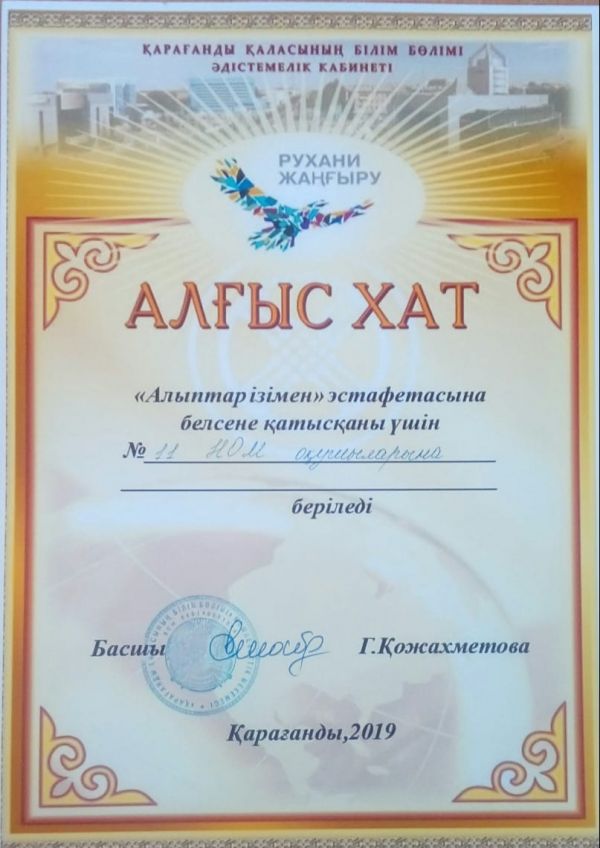 ҚАРАҒАНДЫ ҚАЛАСЫНЫҢ БІЛІМ БӨЛІМІ
ӘДІСТЕМЕЛІК КАБИНЕТІ
РУХАНИ
ЖАҢҒЫРУ
АЛҒЫС ХАТ
«Алыптар ізімен» эстафетасына
белсене қатысқаны үшін
№ 11 НОМ оқушыларына
беріледі
Басшы Г.Қожахметова
Қарағанды,2019